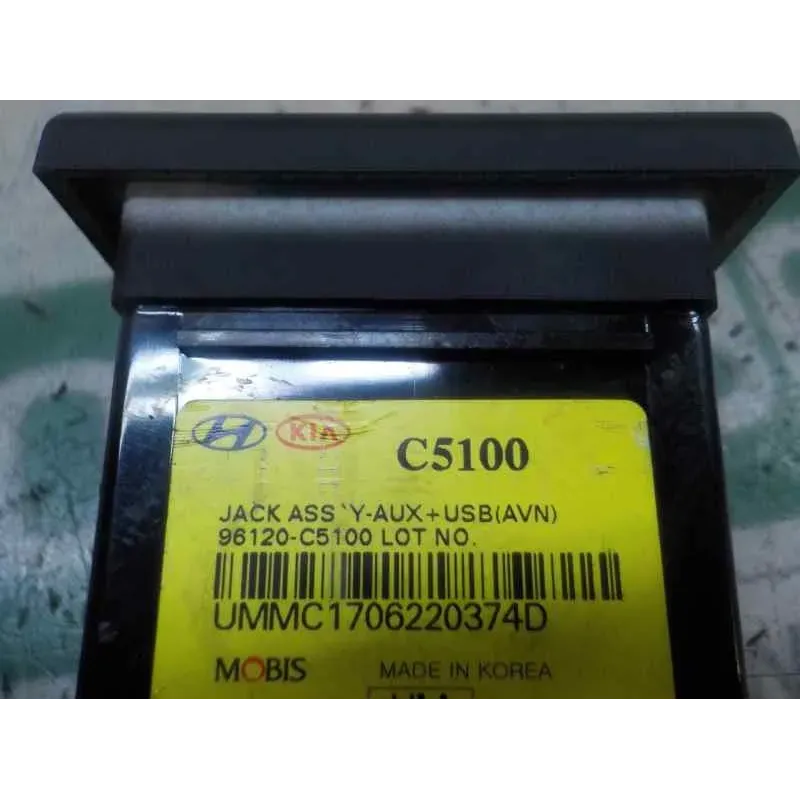 KIA C5100
JACK ASS`Y-AUX+USB(AVN)
96120-C5100 LOT NO.
UMMC1706220374D
MOBIS MADE IN KOREA